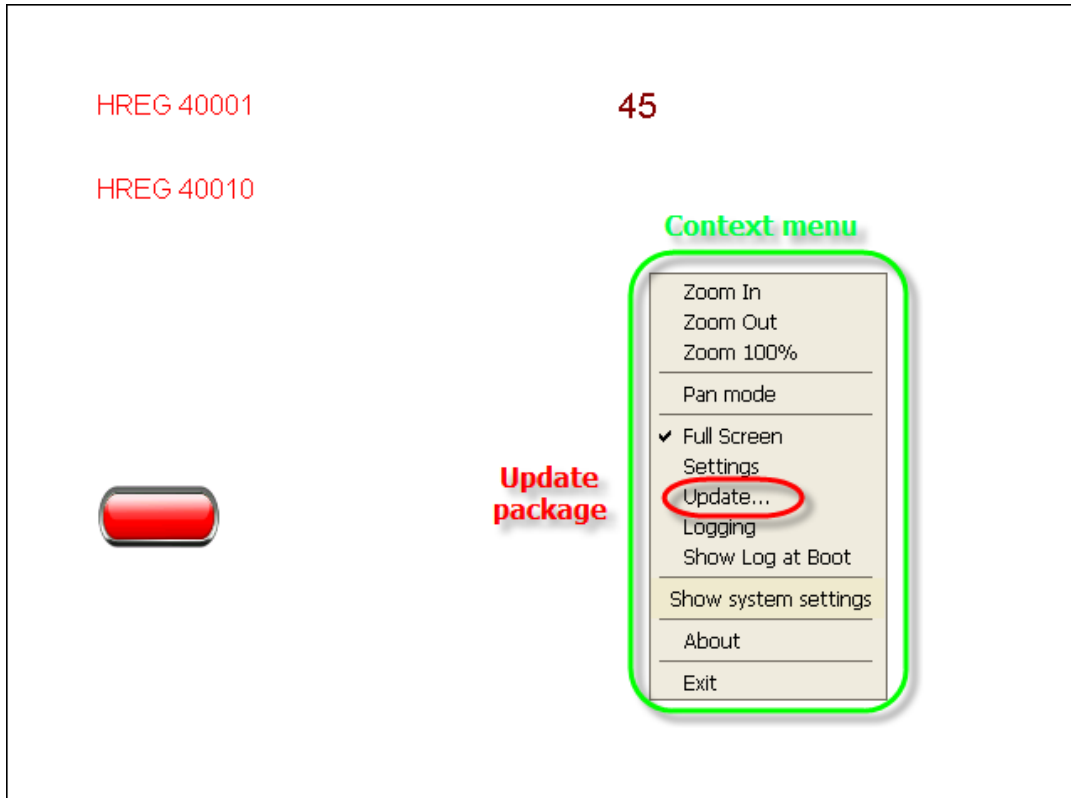 HREG 40001
45
HREG 40010
Context menu
Zoom In
Zoom Out
Zoom 100%
Pan mode
Full Screen
Settings
Update
package
Update...
Logging
Show Log at Boot
Show system settings
About
Exit